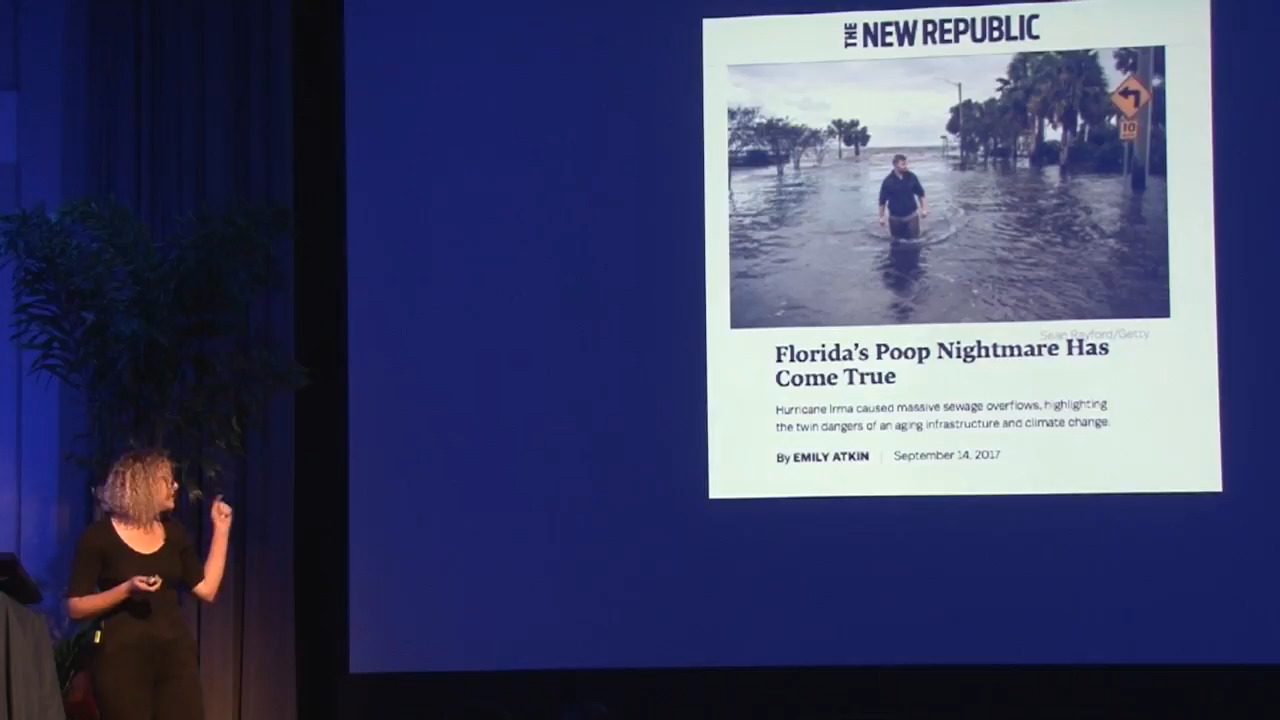 THE NEW REPUBLIC
10
Sean Rayford/Getty
Florida's Poop Nightmare Has
Come True
Hurricane Irma caused massive sewage overflows, highlighting
the twin dangers of an aging infrastructure and climate change.
By EMILY ATKIN | September 14, 2017